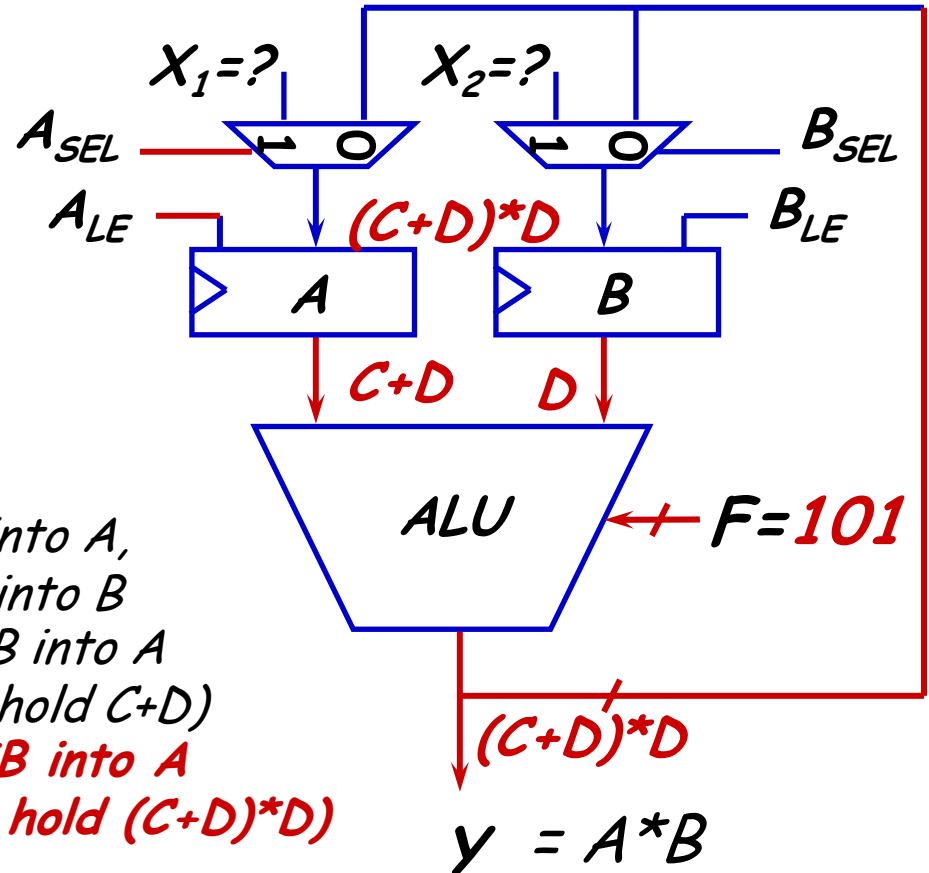 X1=? X2=?
1 0 1 0
ASEL BSEL
ALE BLE
(C+D)*D
A B
C+D D
ALU
F=101
into A,
into B
B into A
hold C+D)
B into A
hold (C+D)*D)
(C+D)*D
y = A*B